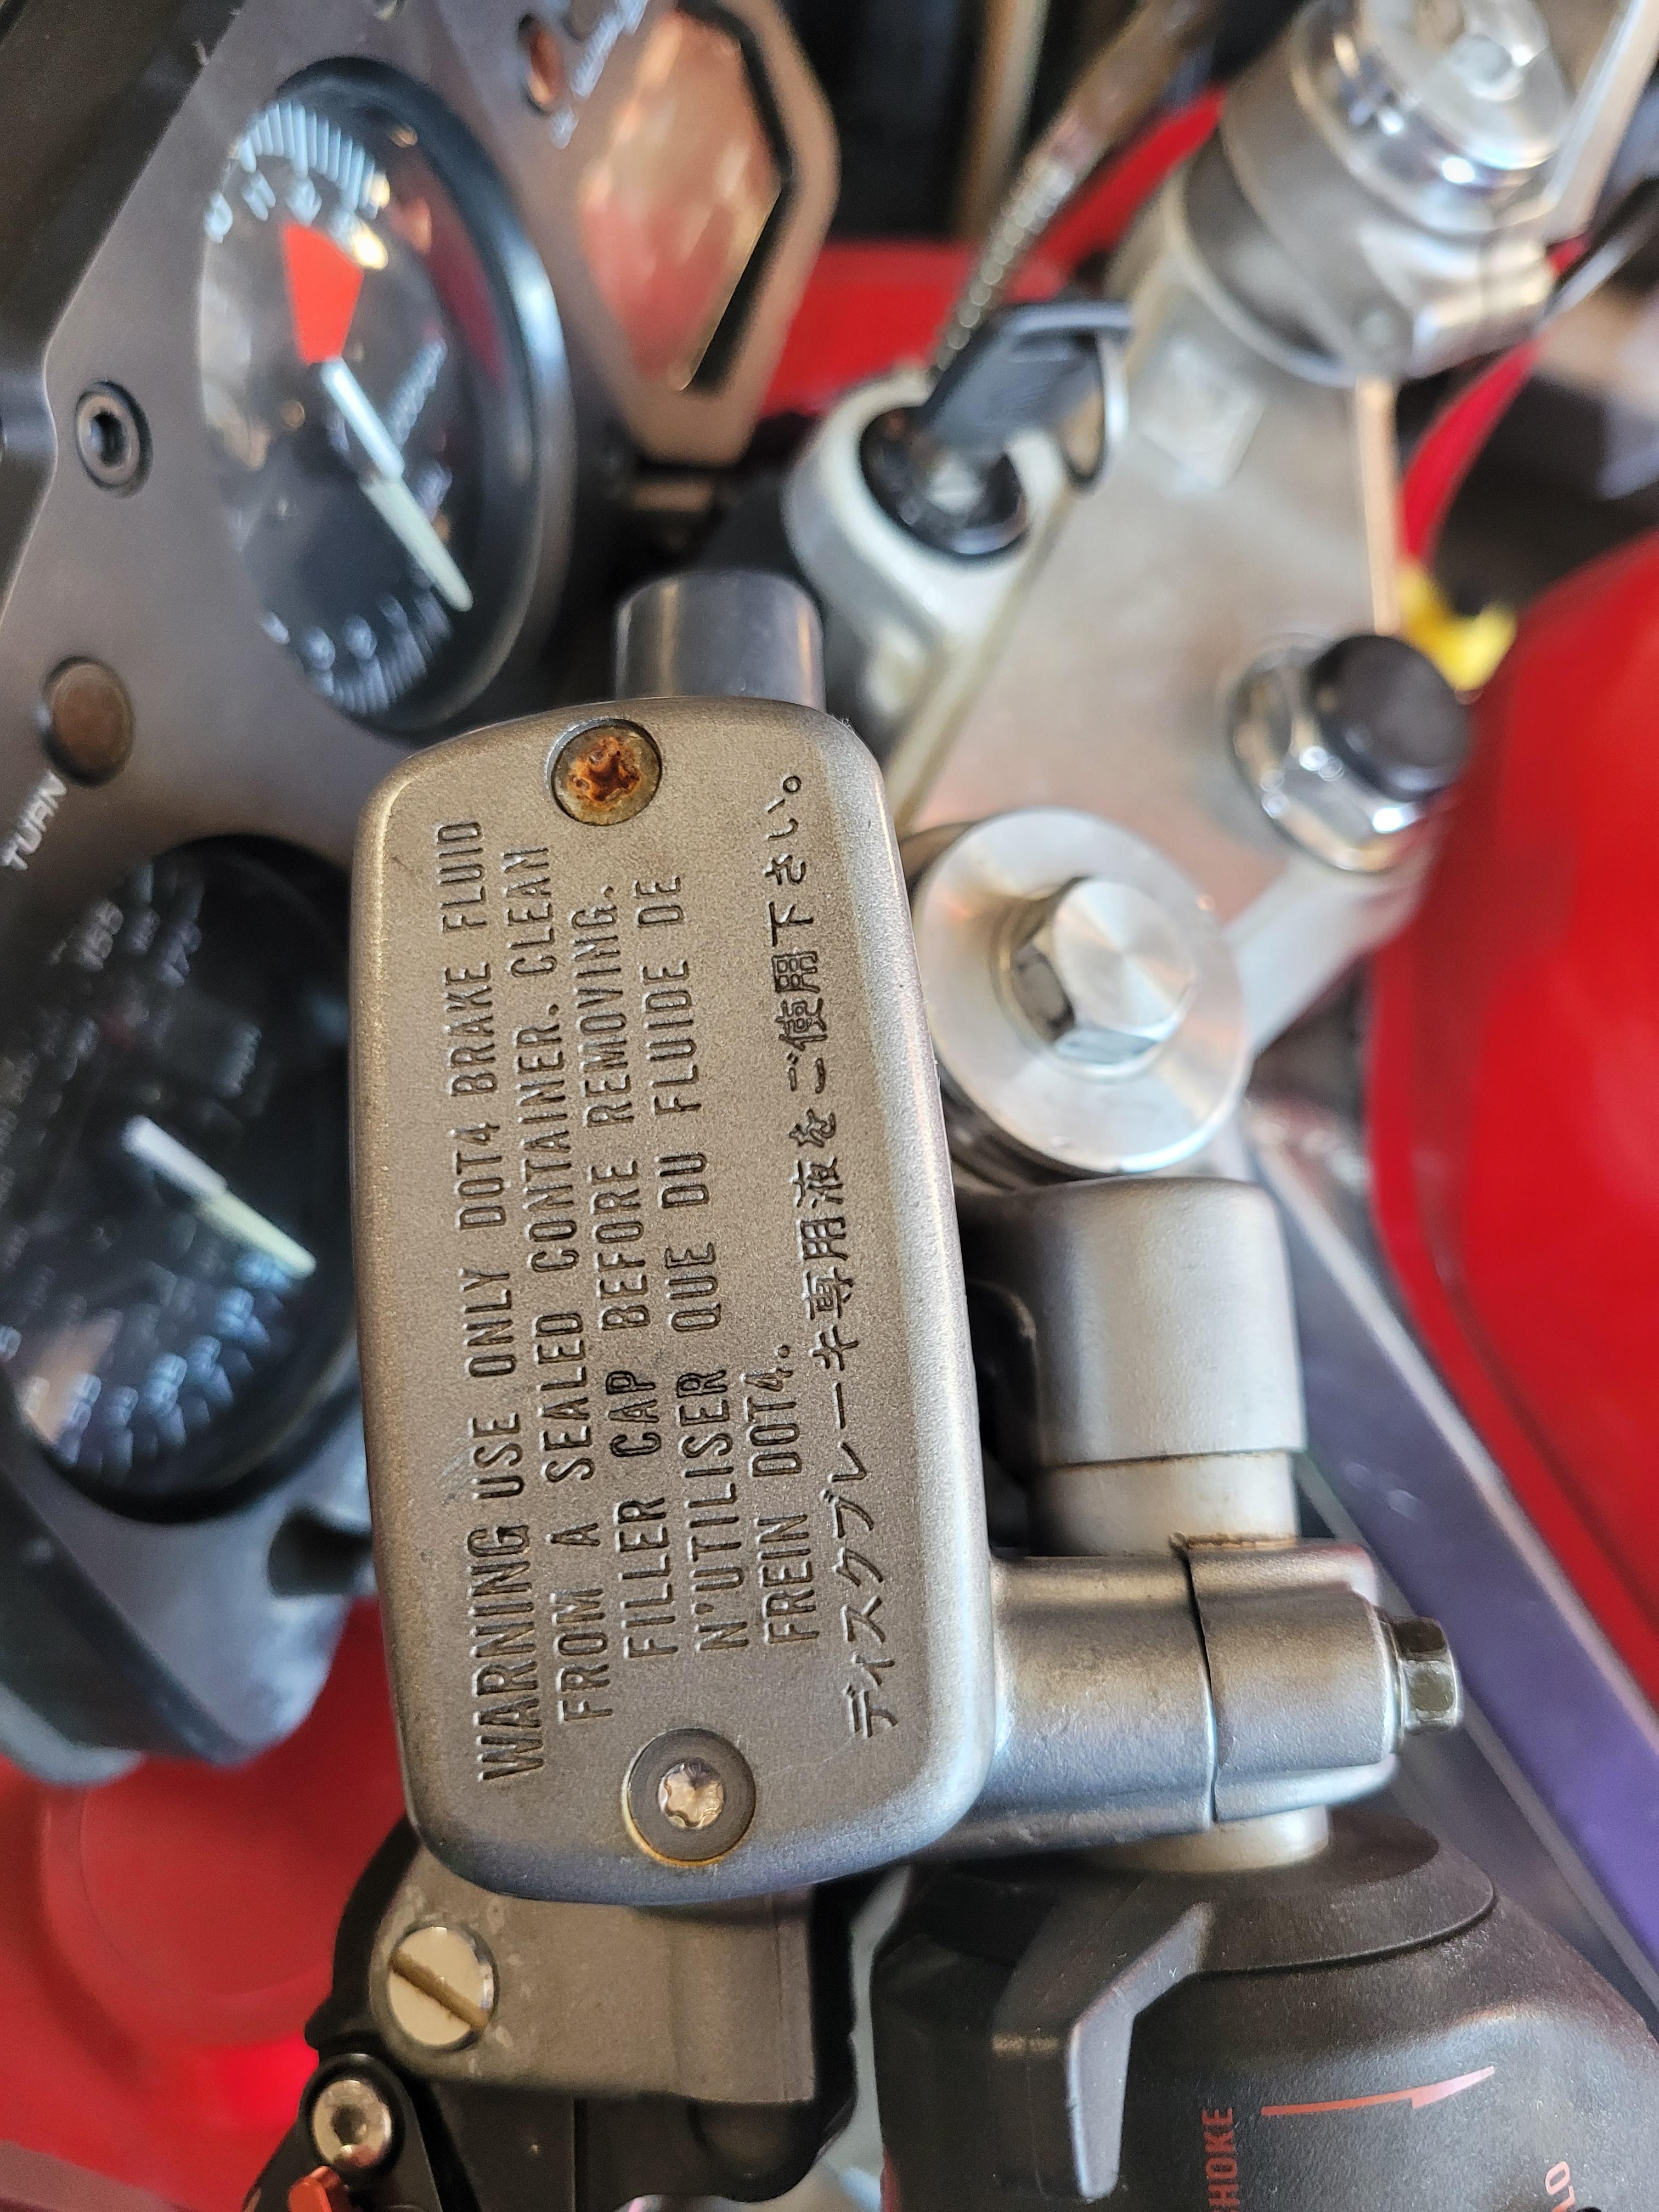 WARNING USE ONLY DOT4 BRAKE FLUID
FROM A SEALED CONTAINER. CLEAN
FILLER CAP BEFORE REMOVING.
N'UTILISER QUE DU FLUIDE DE
FREIN DOT4.
ディスクブレーキ専用液をご使用下さい。
TURN
LO